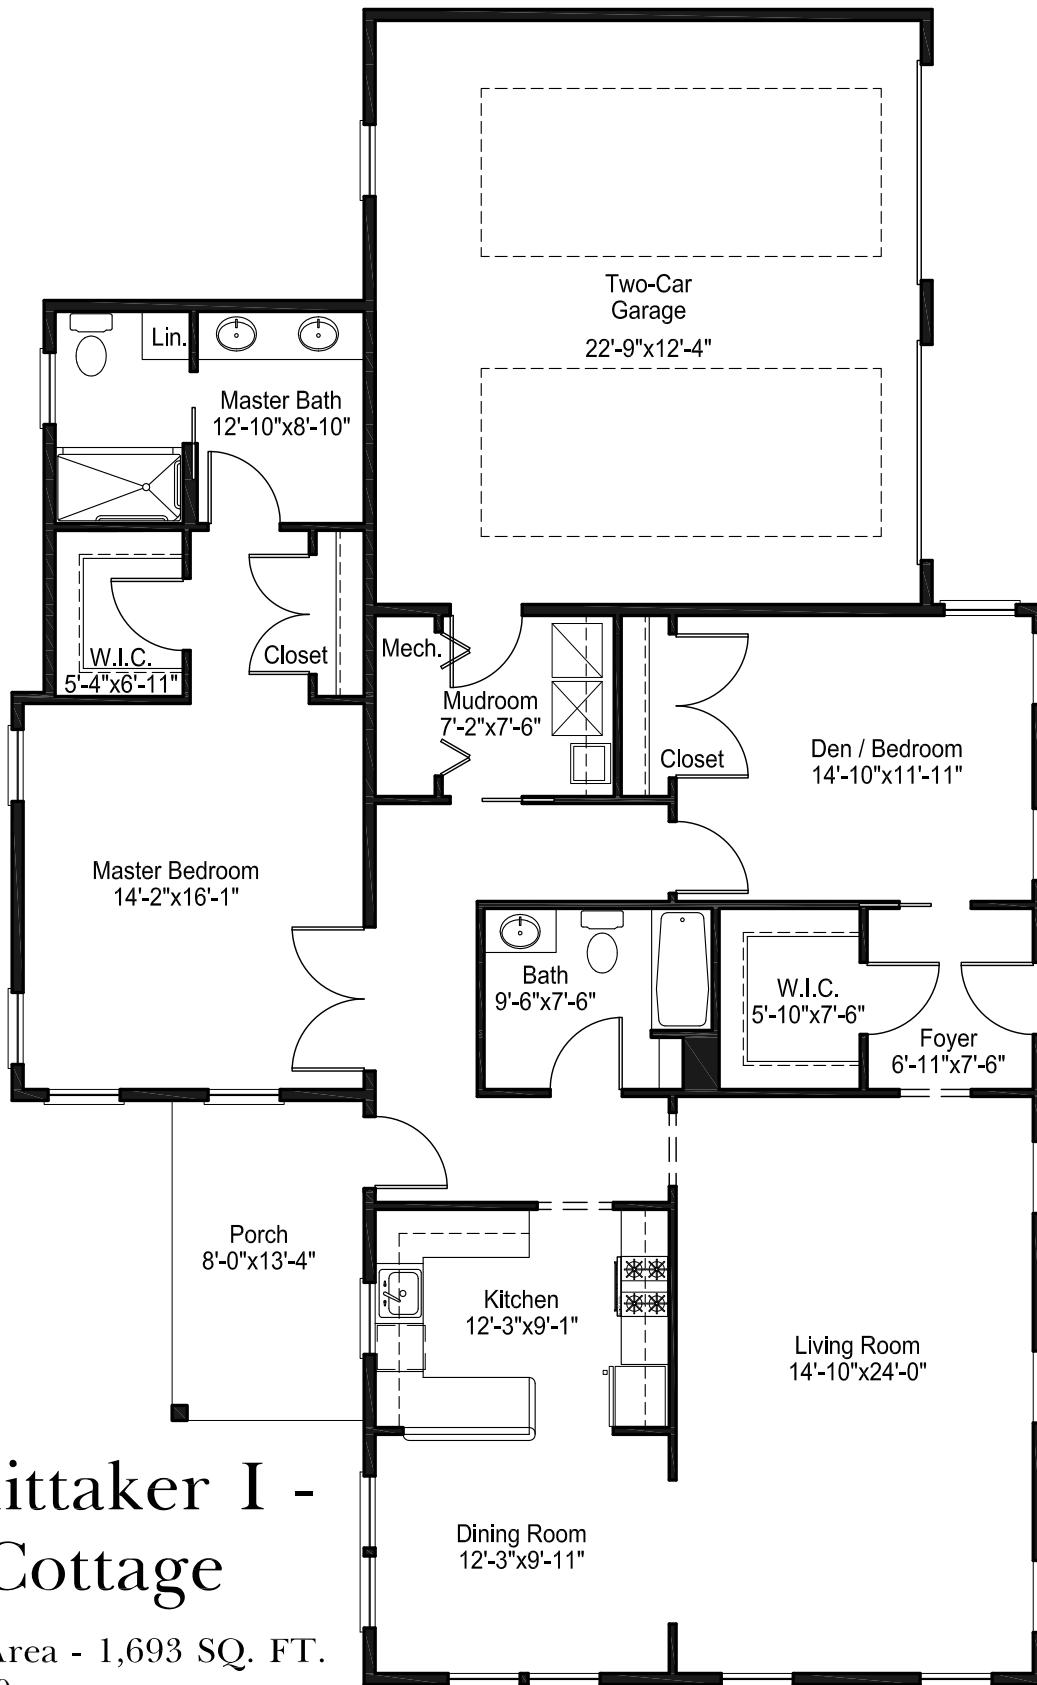 Two-Car
Garage
22'-9"x12'-4"
Lin.
Master Bath
12'-10"x8'-10"
W.I.C.
5'-4"x6'-11"
Closet
Mech.
Mudroom
7'-2"x7'-6"
Closet
Den / Bedroom
14'-10"x11'-11"
Master Bedroom
14'-2"x16'-1"
Bath
9'-6"x7'-6"
W.I.C.
5'-10"x7'-6"
Foyer
6'-11"x7'-6"
Porch
8'-0"x13'-4"
Kitchen
12'-3"x9'-1"
Living Room
14'-10"x24'-0"
Dining Room
12'-3"x9'-11"
ittaker I -
Cottage
Area - 1,693 SQ. FT.